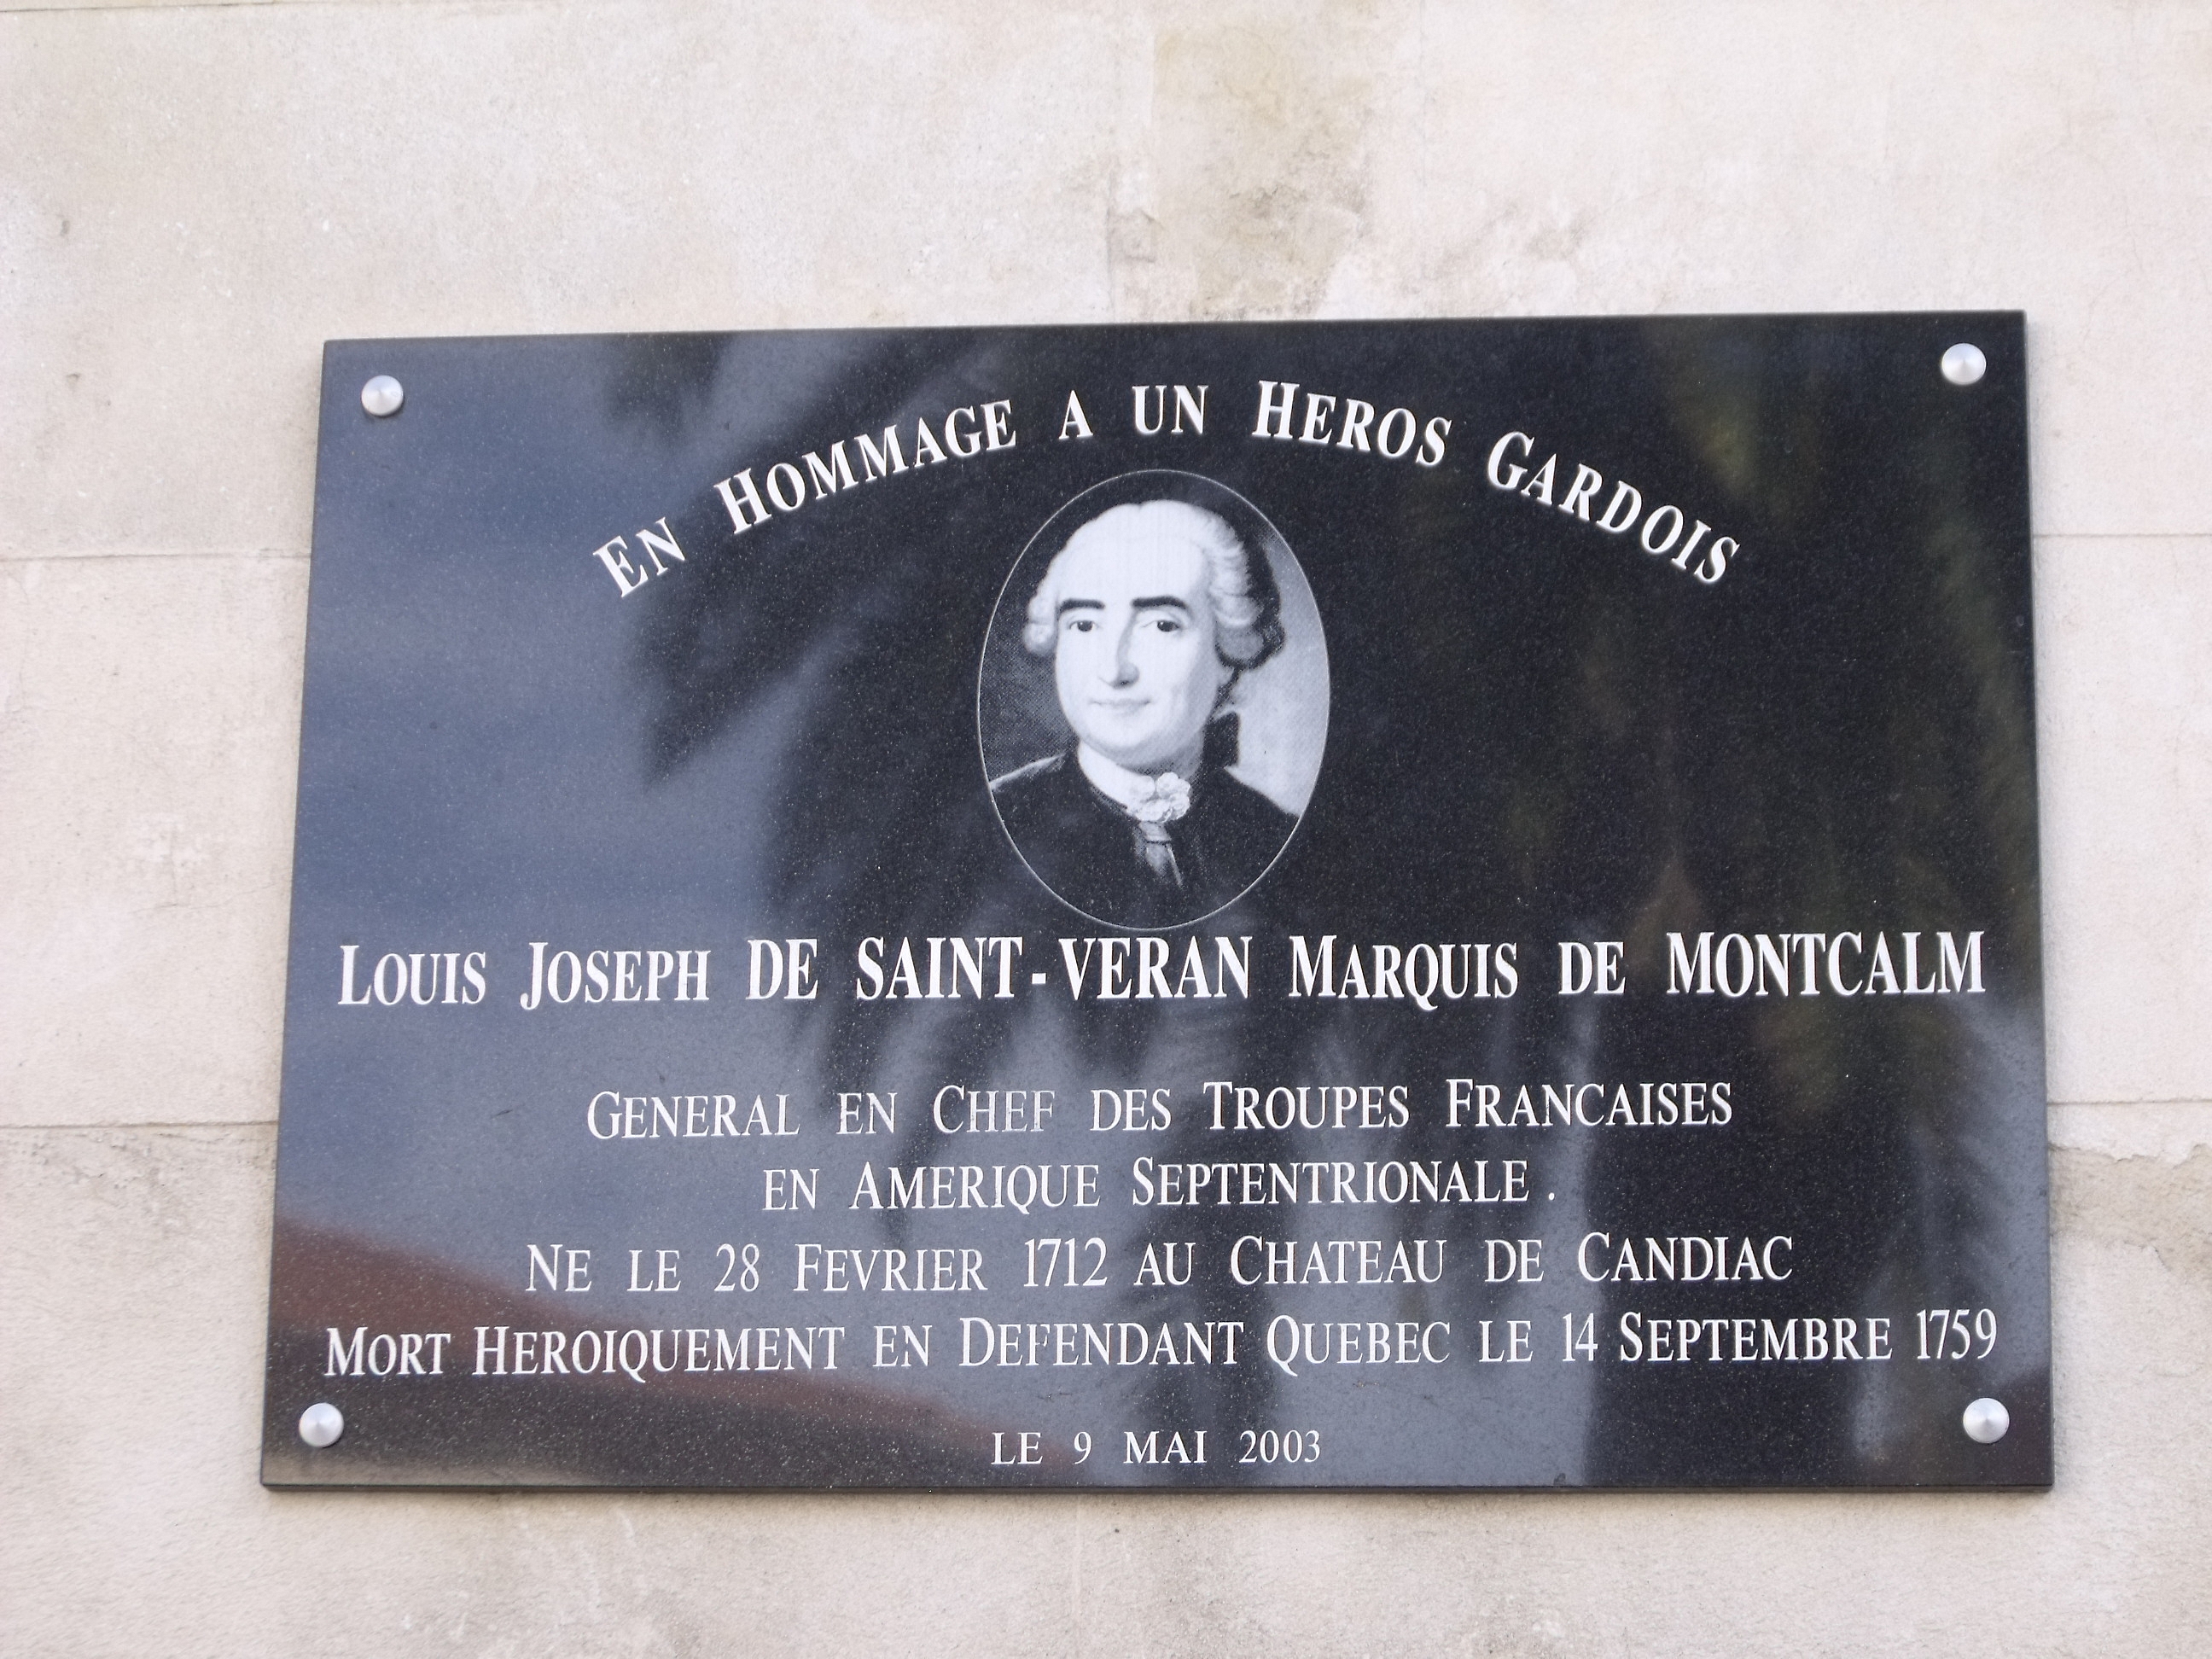 EN HOMMAGE A UN HEROS GARDOIS
LOUIS JOSEPH DE SAINT-VERAN MARQUIS DE MONTCALM
GENERAL EN CHEF DES TROUPES FRANCAISES
EN AMERIQUE SEPTENTRIONALE .
NE LE 28 FEVRIER 1712 AU CHATEAU DE CANDIAC
MORT HEROIQUEMENT EN DEFENDANT QUEBEC LE 14 SEPTEMBRE 1759
LE 9 MAI 2003